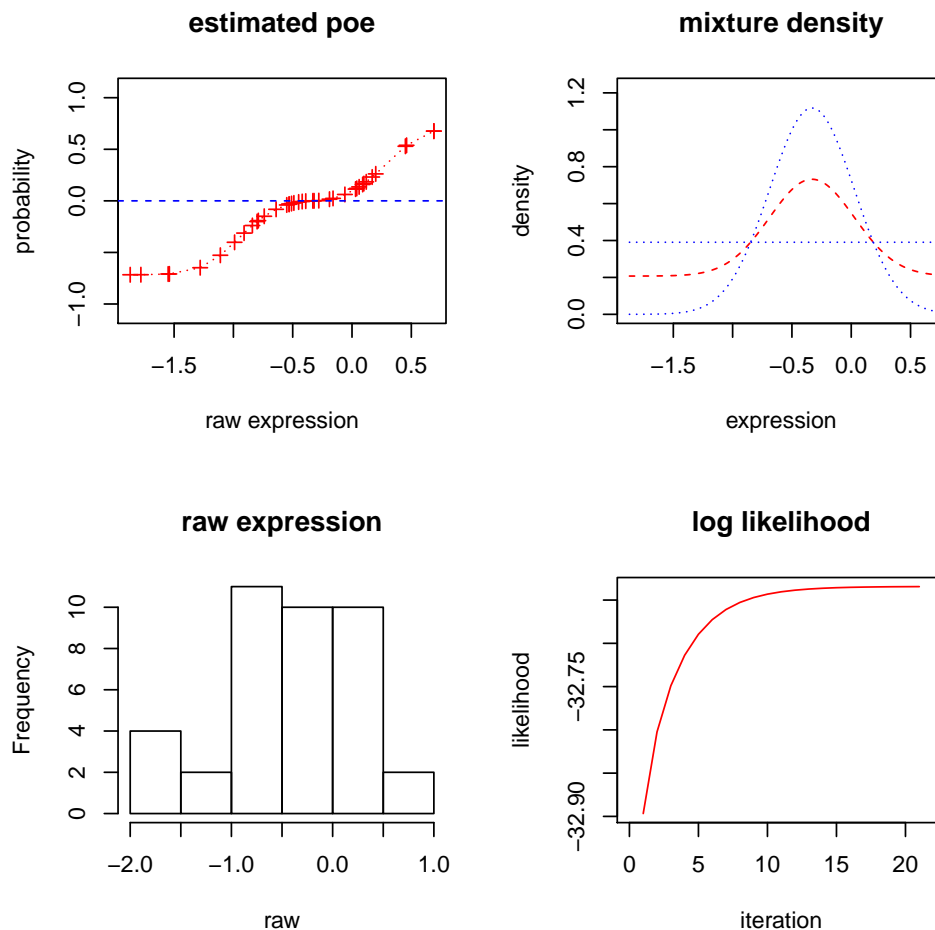 estimated poe
probability
1.0
0.5
0.0
−1.0
−1.5
−0.5
0.0
0.5
raw expression
mixture density
density
1.2
0.8
0.4
0.0
−1.5
−0.5
0.0
0.5
expression
raw expression
Frequency
10
8
6
4
2
0
−2.0
−1.0
0.0
1.0
raw
log likelihood
likelihood
−32.75
−32.90
0
5
10
15
20
iteration